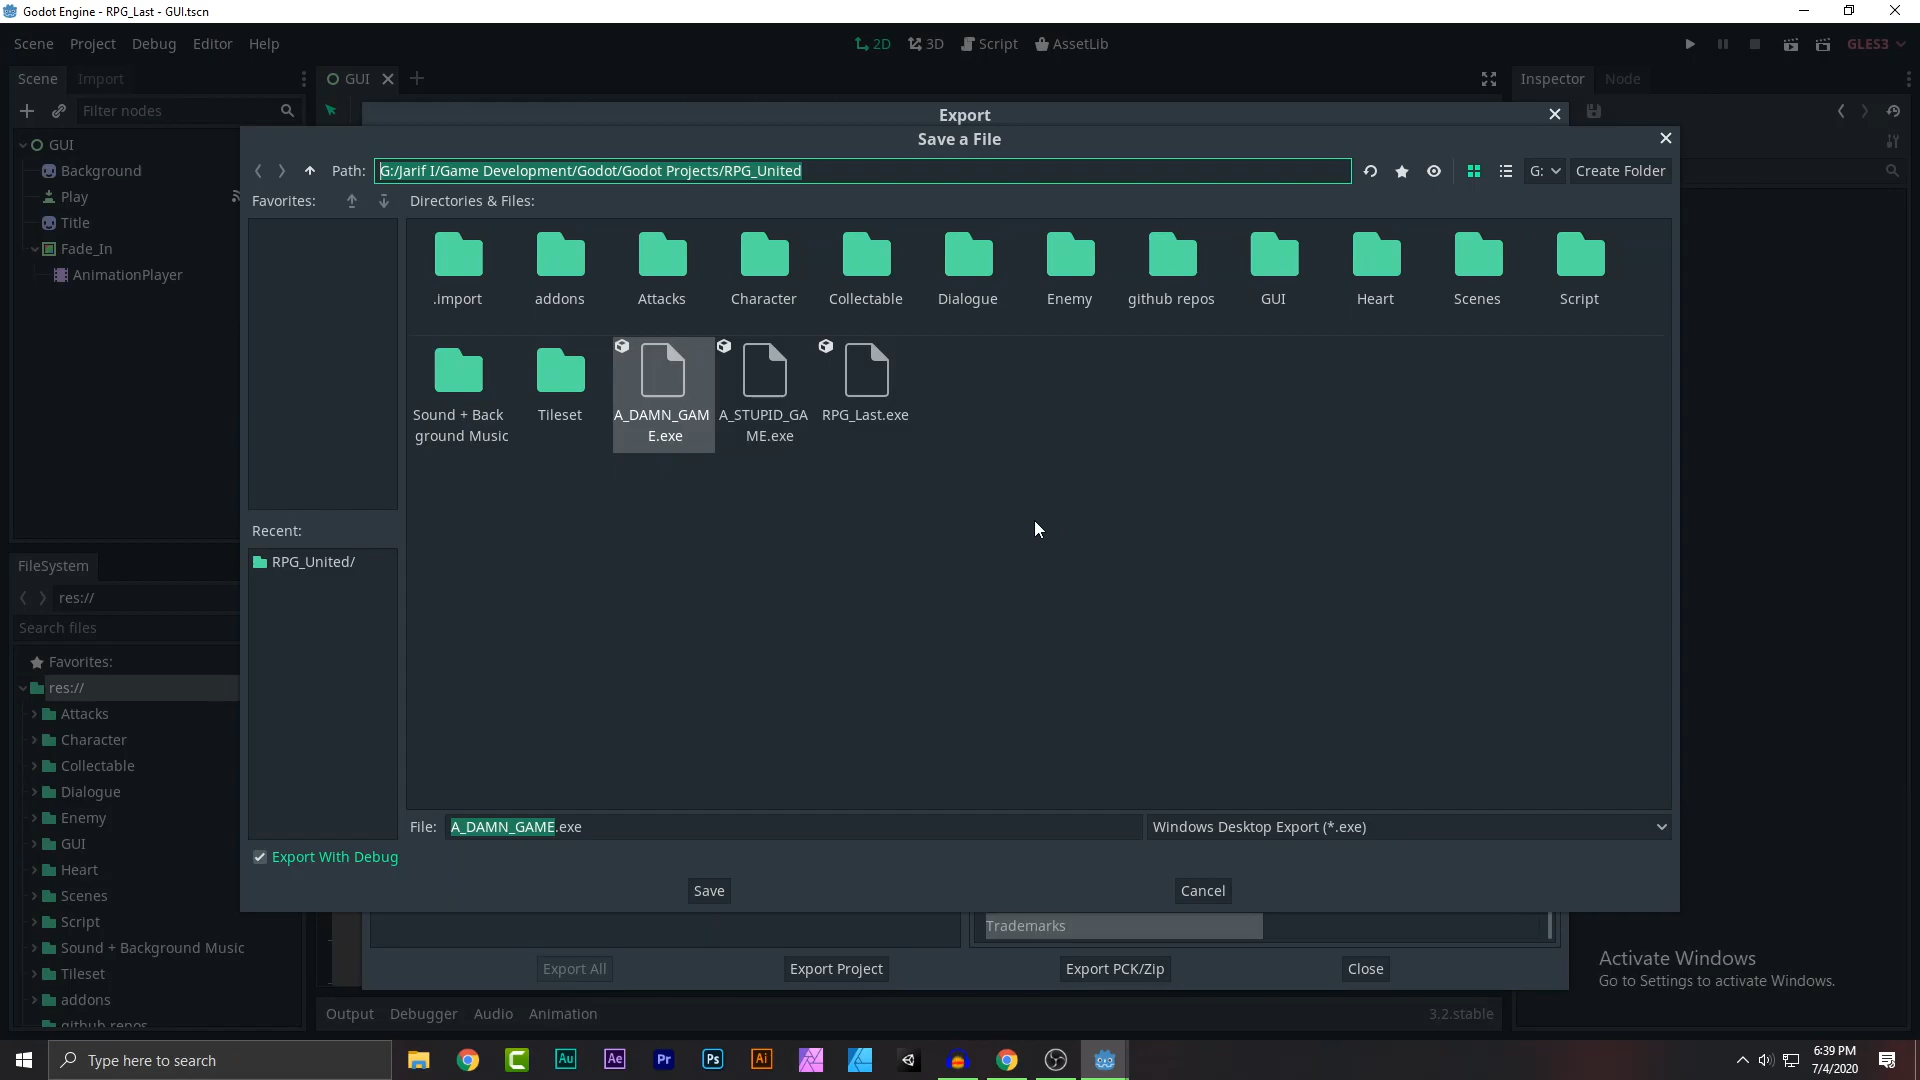 Godot Engine - RPG_Last - GUI.tscn
Scene Project Debug Editor Help
2D 3D Script AssetLib
GLES3
Scene Import
GUI
Inspector Node
Filter nodes
Export
Save a File
GUI
Background
Play
Title
Fade_In
AnimationPlayer
Path: G:/Jarif I/Game Development/Godot/Godot Projects/RPG_United
G: Create Folder
Favorites:
Directories & Files:
.import addons Attacks Character Collectable Dialogue Enemy github repos GUI Heart Scenes Script
Sound + Back
ground Music
Tileset
A_DAMN_GAM
E.exe
A_STUPID_GA
ME.exe
RPG_Last.exe
Recent:
RPG_United/
FileSystem
res://
Search files
Favorites:
res://
Attacks
Character
Collectable
Dialogue
Enemy
GUI
Heart
Scenes
Script
Sound + Background Music
Tileset
addons
github repos
File: A_DAMN_GAME.exe
Windows Desktop Export (*.exe)
Export With Debug
Save Cancel
Trademarks
Export All Export Project Export PCK/Zip Close
Output Debugger Audio Animation
3.2.stable
Activate Windows
Go to Settings to activate Windows.
Type here to search
Au Ae Pr Ps Ai
6:39 PM
7/4/2020